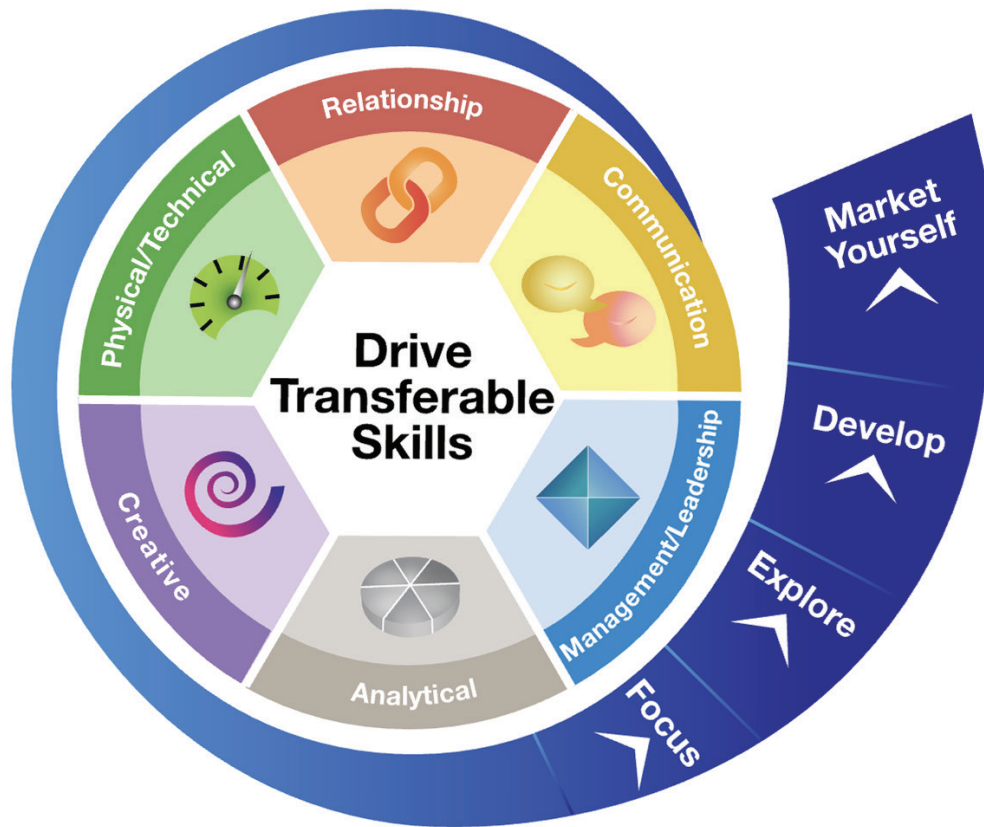 Relationship
Communication
Management/Leadership
Analytical
Creative
Physical/Technical
Drive
Transferable
Skills
Focus
Explore
Develop
Market
Yourself